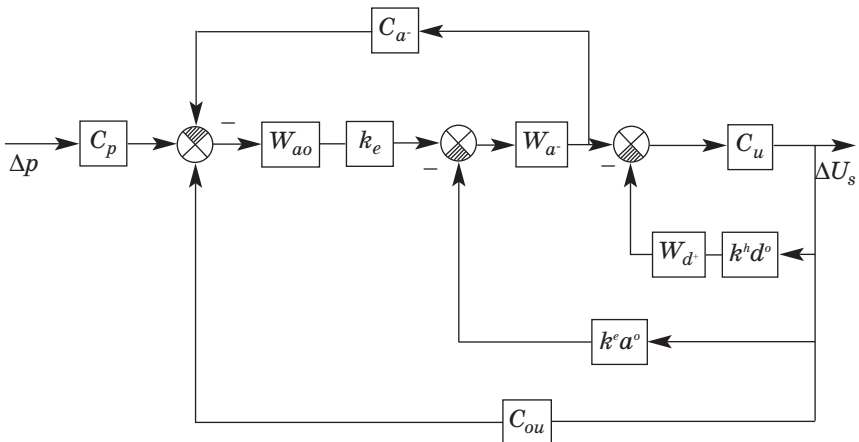 C_{a^-}
−
C_p
W_{ao}
k_e
W_{a^-}
C_u
Δp
−
−
ΔU_s
W_{d^+}
k^h d^o
k^e a^o
C_{ou}